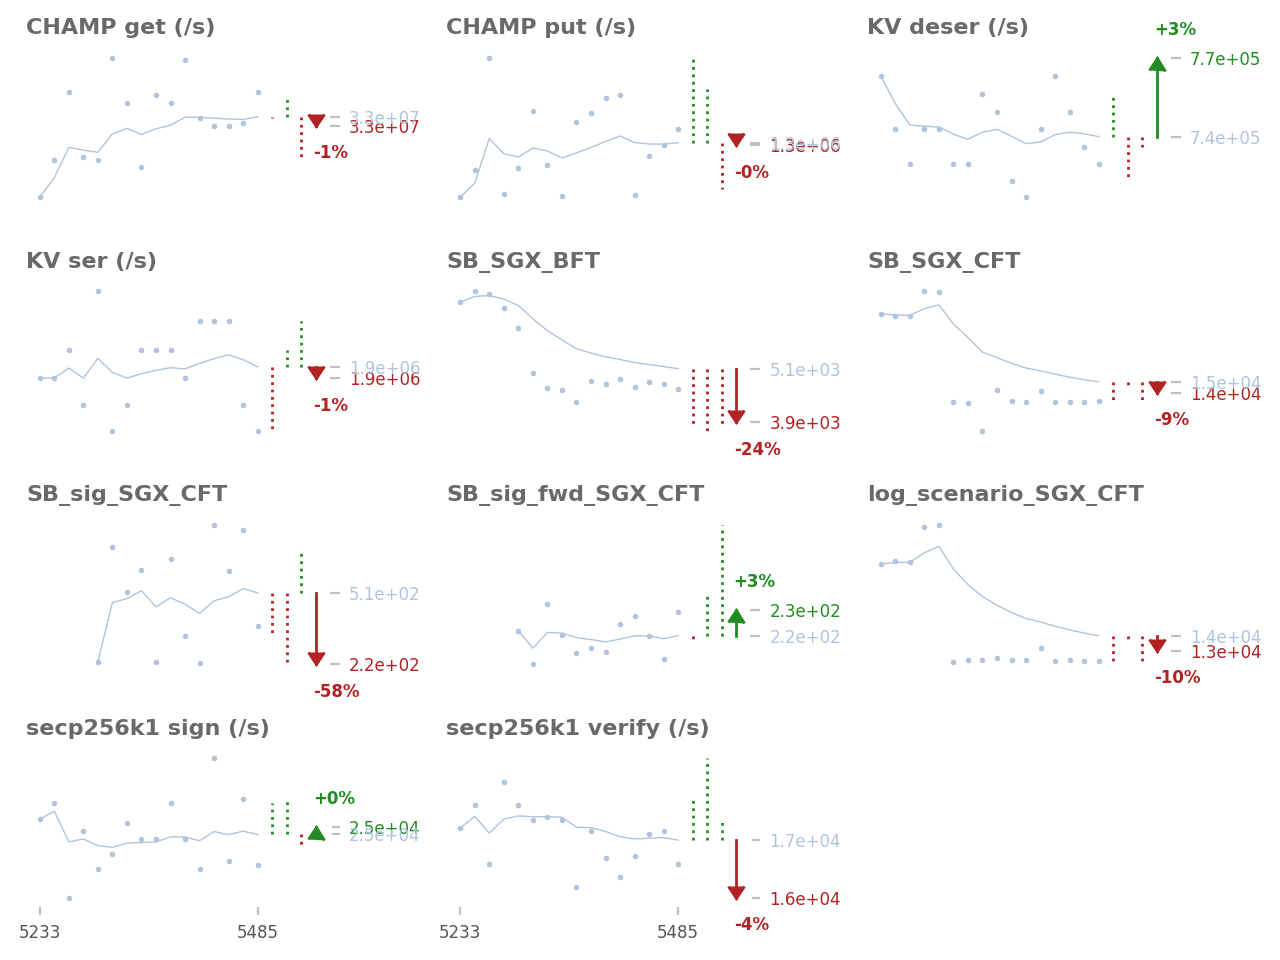 CHAMP get (/s)
3.3e+07
3.3e+07
-1%
CHAMP put (/s)
1.3e+06
1.3e+06
-0%
KV deser (/s)
+3%
7.7e+05
7.4e+05
KV ser (/s)
1.9e+06
1.9e+06
-1%
SB_SGX_BFT
5.1e+03
3.9e+03
-24%
SB_SGX_CFT
1.5e+04
1.4e+04
-9%
SB_sig_SGX_CFT
5.1e+02
2.2e+02
-58%
SB_sig_fwd_SGX_CFT
+3%
2.3e+02
2.2e+02
log_scenario_SGX_CFT
1.4e+04
1.3e+04
-10%
secp256k1 sign (/s)
+0%
2.5e+04
2.5e+04
5233
5485
secp256k1 verify (/s)
1.7e+04
1.6e+04
-4%
5233
5485